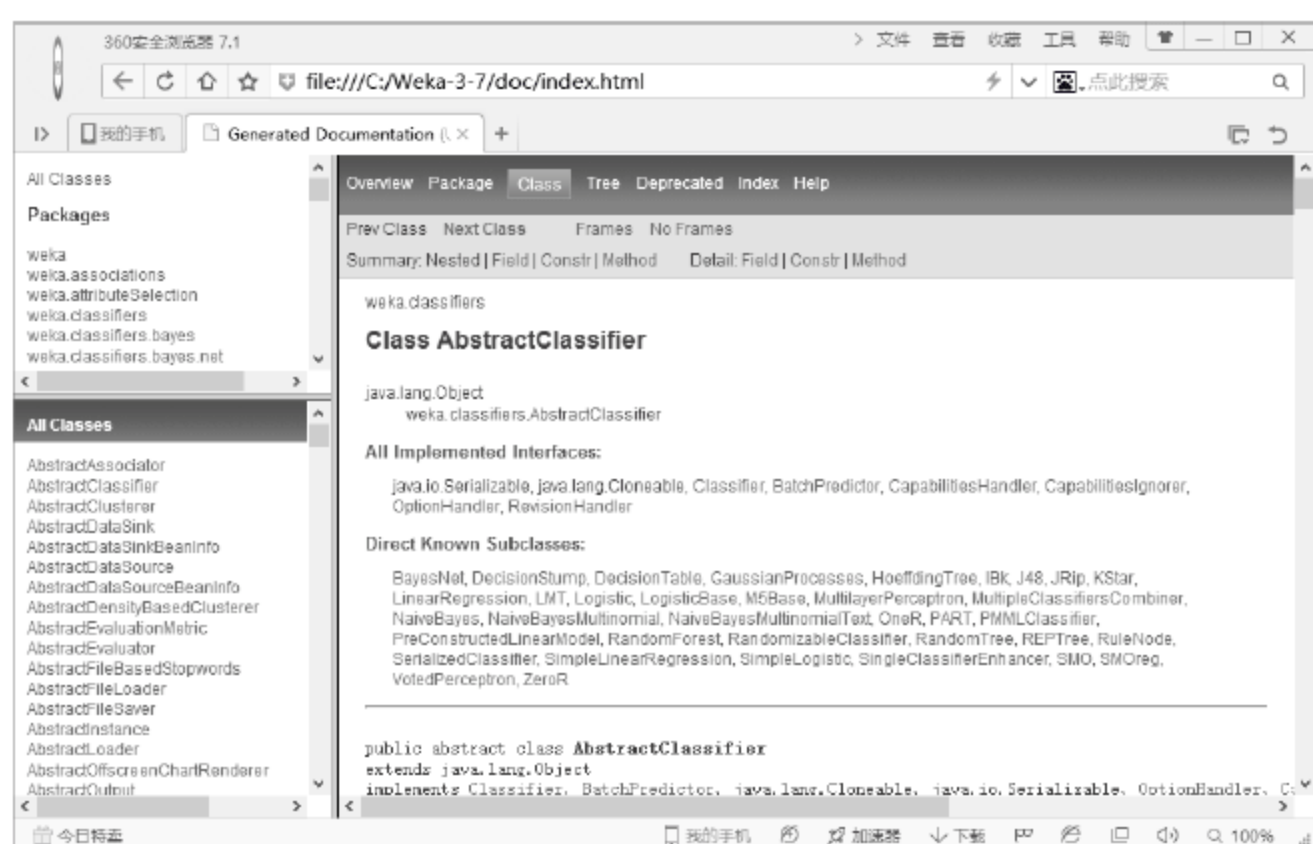 360安全浏览器 7.1
> 文件 查看 收藏 工具 帮助
file:///C:/Weka-3-7/doc/index.html
点此搜索
我的手机
Generated Documentation (
All Classes
Packages
weka
weka.associations
weka.attributeSelection
weka.classifiers
weka.classifiers.bayes
weka.classifiers.bayes.net
All Classes
AbstractAssociator
AbstractClassifier
AbstractClusterer
AbstractDataSink
AbstractDataSinkBeanInfo
AbstractDataSource
AbstractDataSourceBeanInfo
AbstractDensityBasedClusterer
AbstractEvaluationMetric
AbstractEvaluator
AbstractFileBasedStopwords
AbstractFileLoader
AbstractFileSaver
AbstractInstance
AbstractLoader
AbstractOffscreenChartRenderer
AbstractOutput
Overview Package Class Tree Deprecated Index Help
Prev Class Next Class Frames No Frames
Summary: Nested | Field | Constr | Method Detail: Field | Constr | Method
weka.classifiers
Class AbstractClassifier
java.lang.Object
weka.classifiers.AbstractClassifier
All Implemented Interfaces:
java.io.Serializable, java.lang.Cloneable, Classifier, BatchPredictor, CapabilitiesHandler, CapabilitiesIgnorer,
OptionHandler, RevisionHandler
Direct Known Subclasses:
BayesNet, DecisionStump, DecisionTable, GaussianProcesses, HoeffdingTree, IBk, J48, JRip, KStar,
LinearRegression, LMT, Logistic, LogisticBase, M5Base, MultilayerPerceptron, MultipleClassifiersCombiner,
NaiveBayes, NaiveBayesMultinomial, NaiveBayesMultinomialText, OneR, PART, PMMLClassifier,
PreConstructedLinearModel, RandomForest, RandomizableClassifier, RandomTree, REPTree, RuleNode,
SerializedClassifier, SimpleLinearRegression, SimpleLogistic, SingleClassifierEnhancer, SMO, SMOreg,
VotedPerceptron, ZeroR
public abstract class AbstractClassifier
extends java.lang.Object
implements Classifier, BatchPredictor, java.lang.Cloneable, java.io.Serializable, OptionHandler,
今日特卖
我的手机 加速器 下载 100%